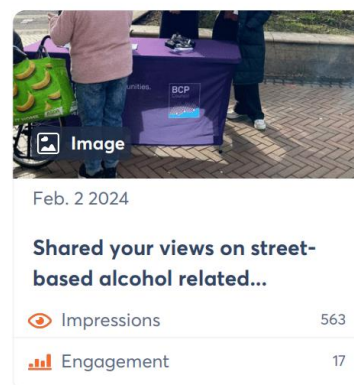 unities.
BCP
Image
Feb. 2 2024
Shared your views on street-
based alcohol related...
Impressions 563
Engagement 17